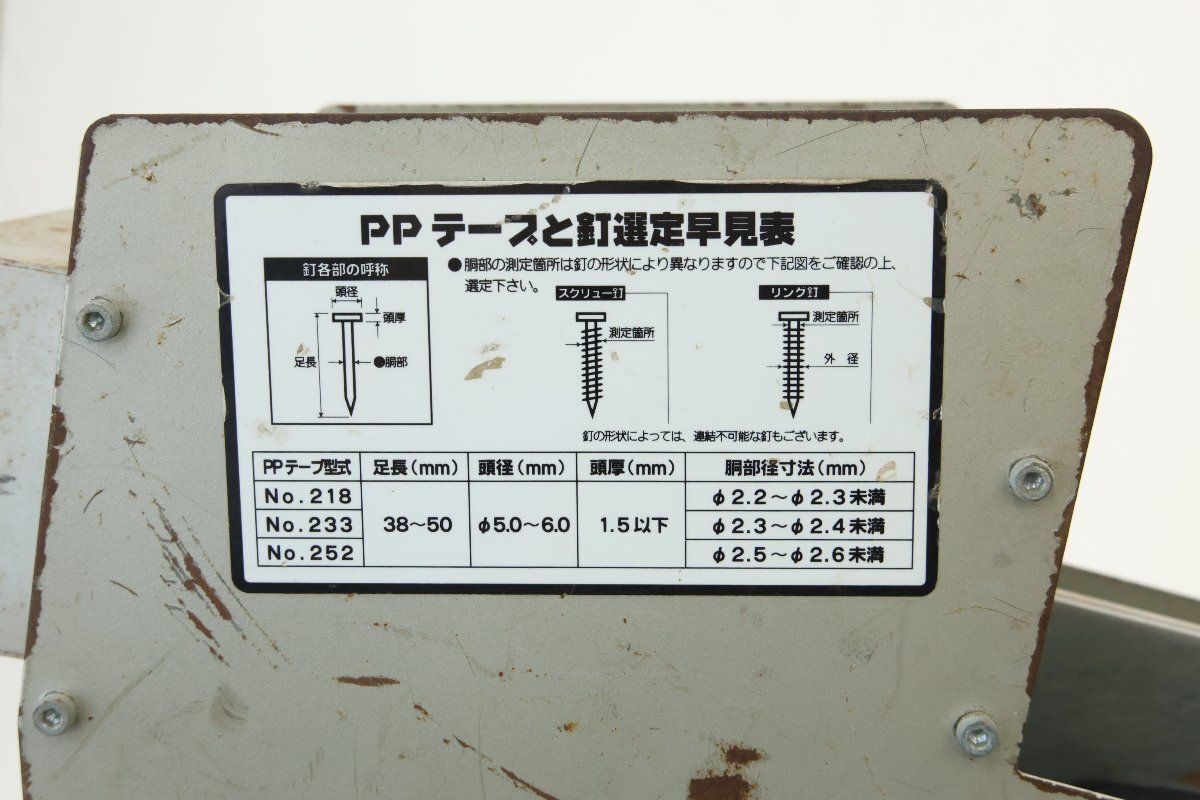 PPテープと釘選定早見表
釘各部の呼称
頭径
頭厚
足長
●胴部
●胴部の測定箇所は釘の形状により異なりますので下記図をご確認の上、
選定下さい。
スクリュー釘
測定箇所
リング釘
測定箇所
外径
釘の形状によっては、連結不可能な釘もございます。
PPテープ型式 足長(mm) 頭径(mm) 頭厚(mm) 胴部径寸法(mm)
No.218 φ2.2～φ2.3未満
No.233 38～50 φ5.0～6.0 1.5以下 φ2.3～φ2.4未満
No.252 φ2.5～φ2.6未満